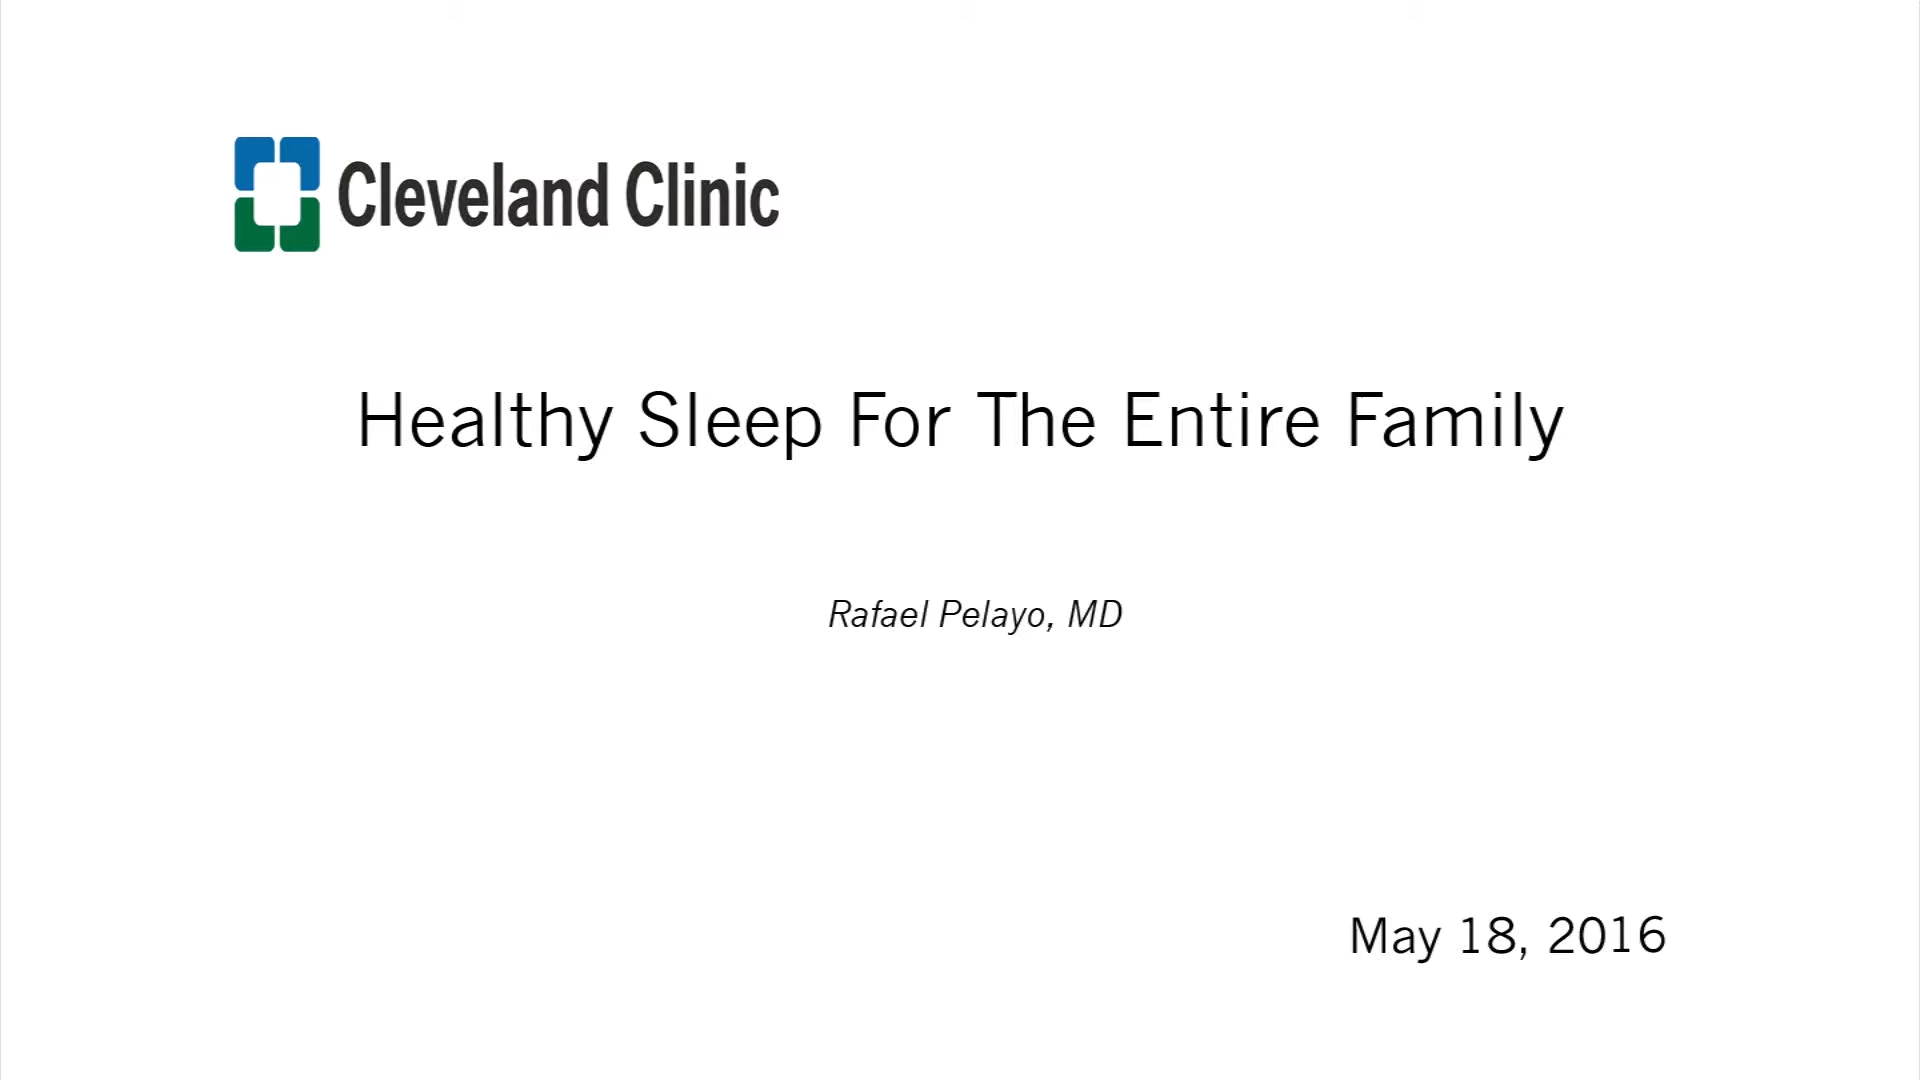 Cleveland Clinic
Healthy Sleep For The Entire Family
Rafael Pelayo, MD
May 18, 2016